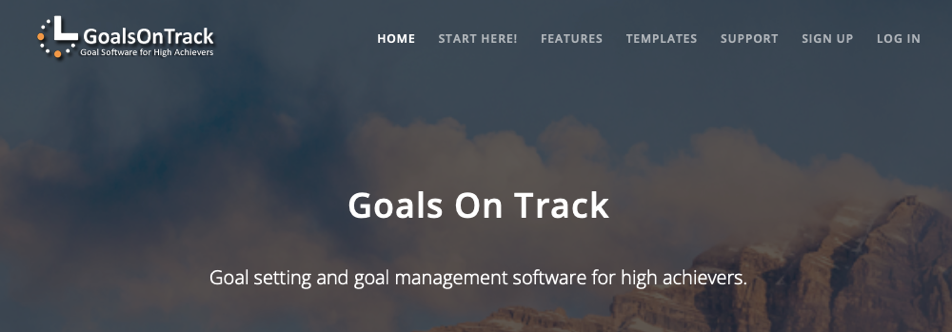 GoalsOnTrack
Goal Software for High Achievers
HOME START HERE! FEATURES TEMPLATES SUPPORT SIGN UP LOG IN
Goals On Track
Goal setting and goal management software for high achievers.